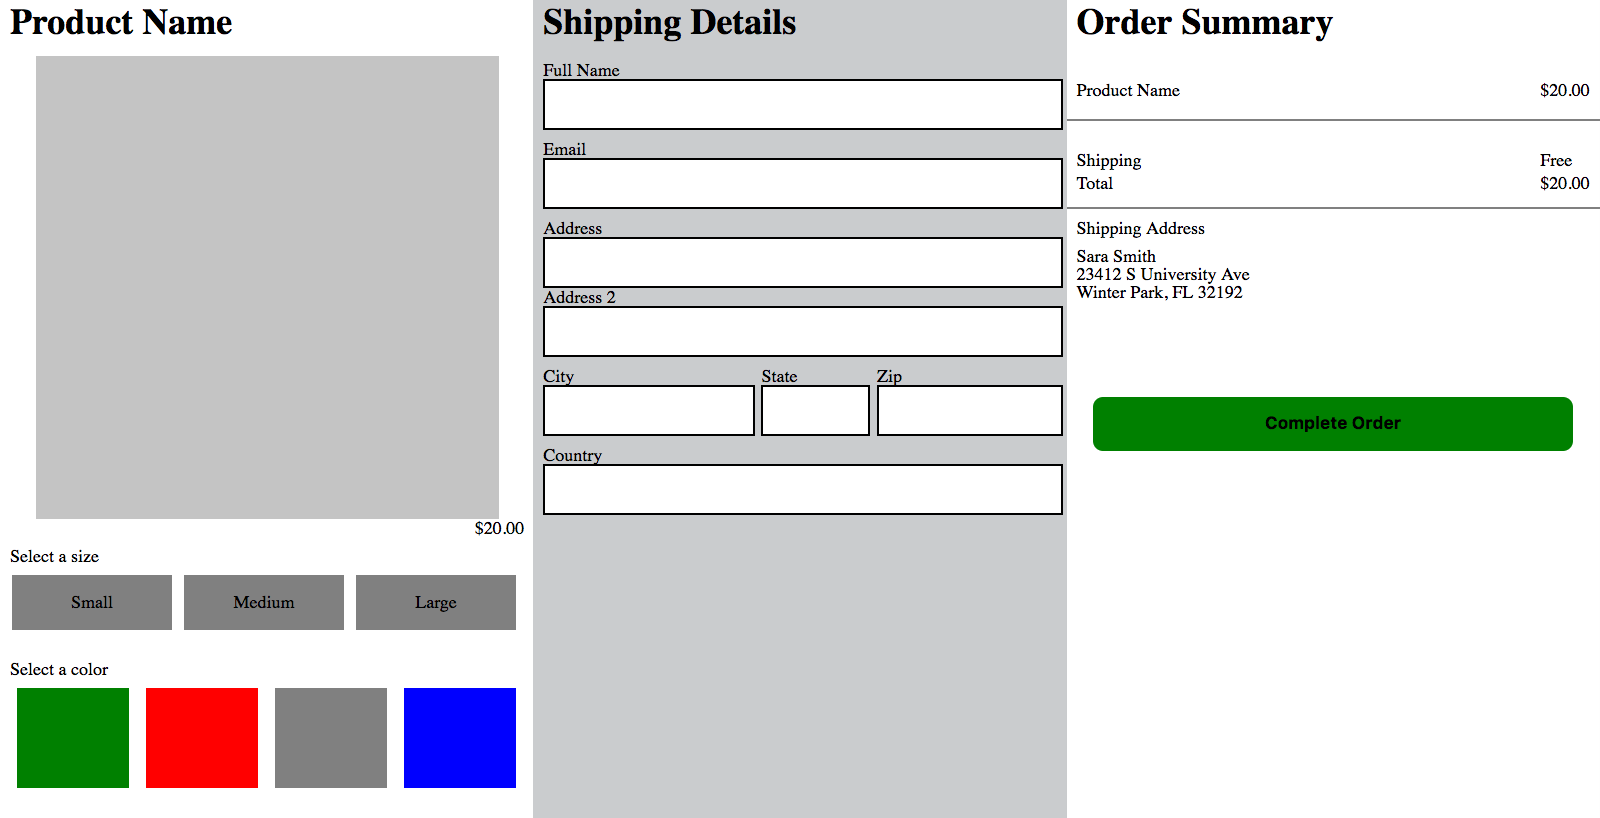 Product Name
$20.00
Select a size
Small Medium Large
Select a color
Shipping Details
Full Name
Email
Address
Address 2
City State Zip
Country
Order Summary
Product Name $20.00
Shipping Free
Total $20.00
Shipping Address
Sara Smith
23412 S University Ave
Winter Park, FL 32192
Complete Order